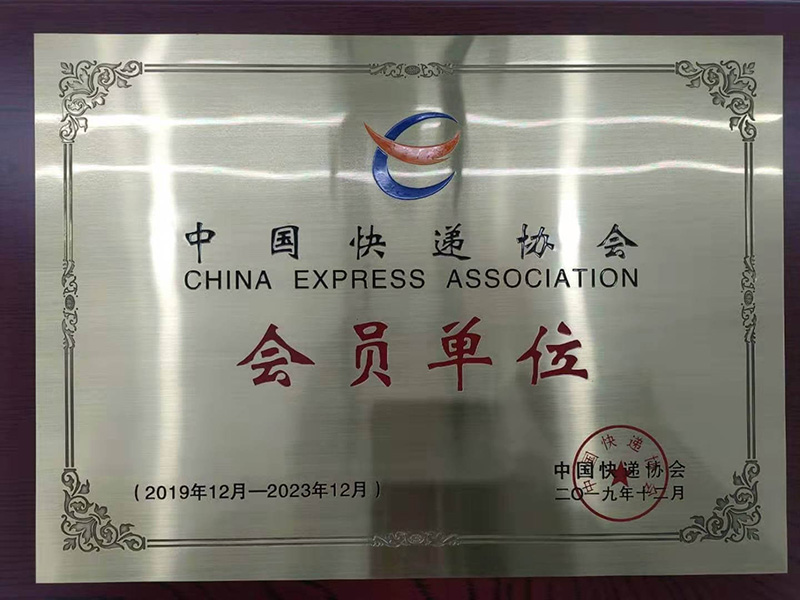 中国快递协会
CHINA EXPRESS ASSOCIATION
会员单位
（2019年12月—2023年12月）
中国快递协会
二〇一九年十二月
中国快递协会